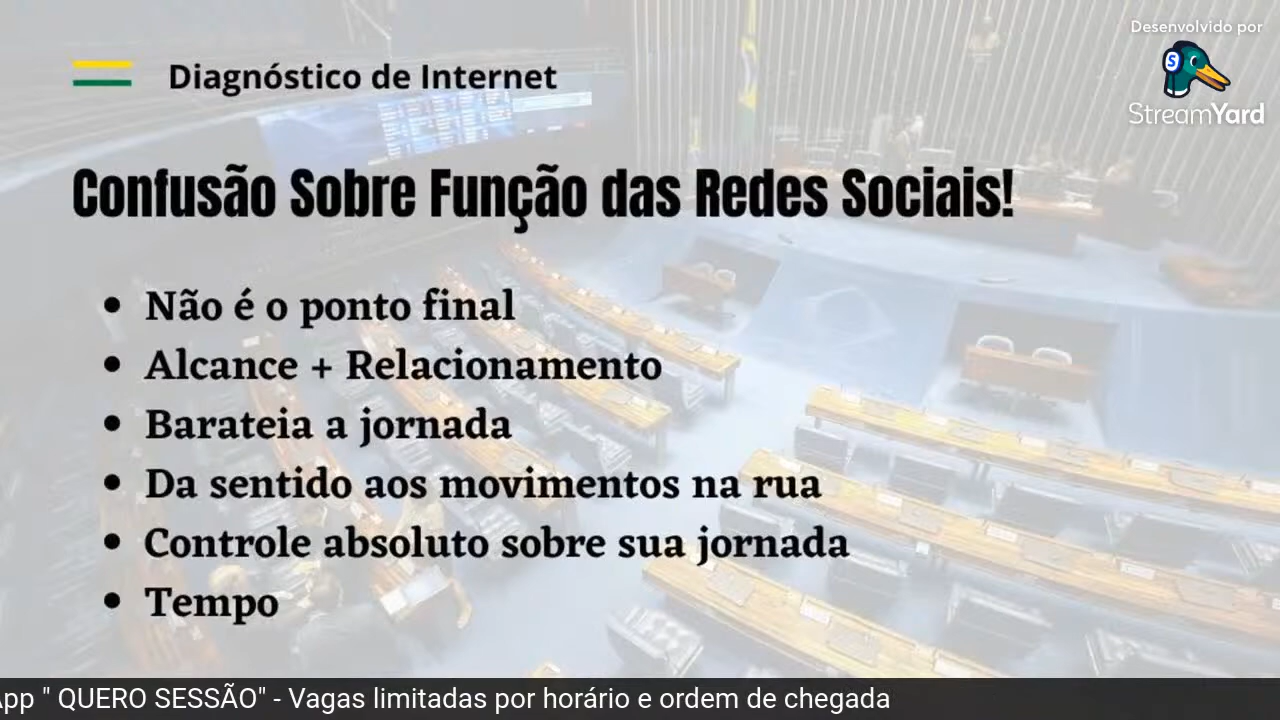 Desenvolvido por
S
StreamYard
Diagnóstico de Internet
Confusão Sobre Função das Redes Sociais!
• Não é o ponto final
• Alcance + Relacionamento
• Barateia a jornada
• Da sentido aos movimentos na rua
• Controle absoluto sobre sua jornada
• Tempo
App " QUERO SESSÃO" - Vagas limitadas por horário e ordem de chegada